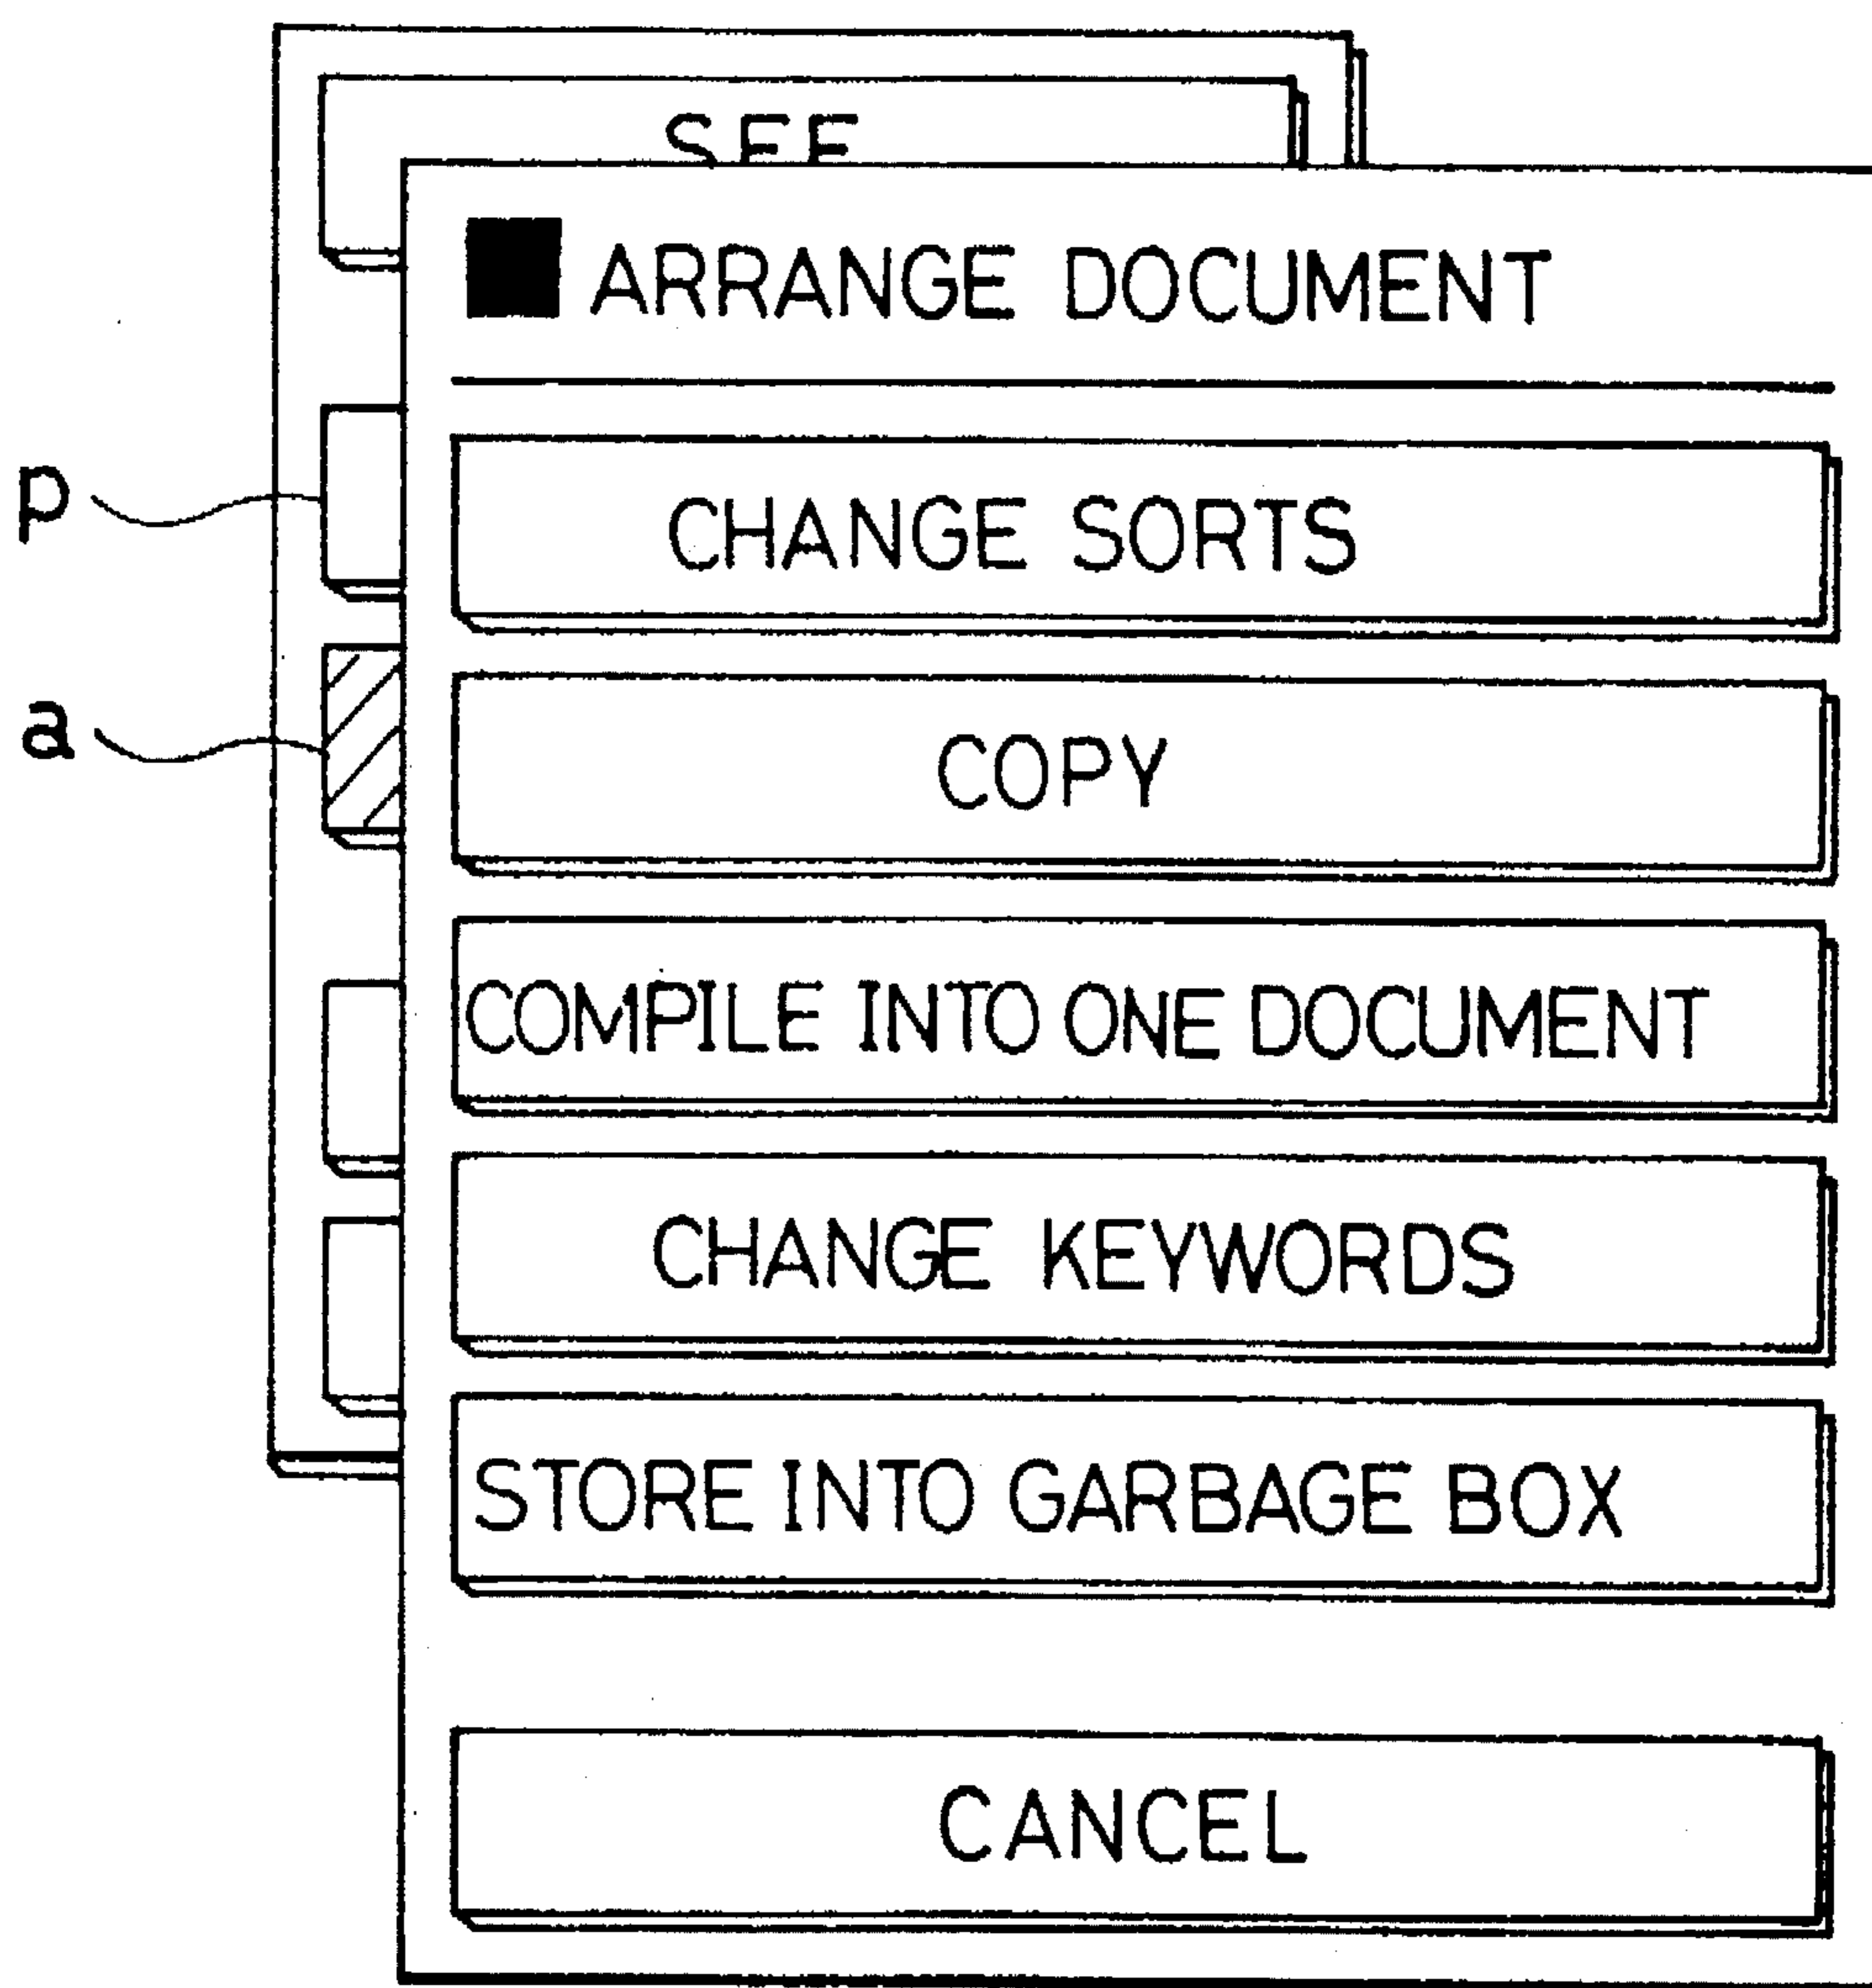 SEE
■ ARRANGE DOCUMENT
p
CHANGE SORTS
a
COPY
COMPILE INTO ONE DOCUMENT
CHANGE KEYWORDS
STORE INTO GARBAGE BOX
CANCEL